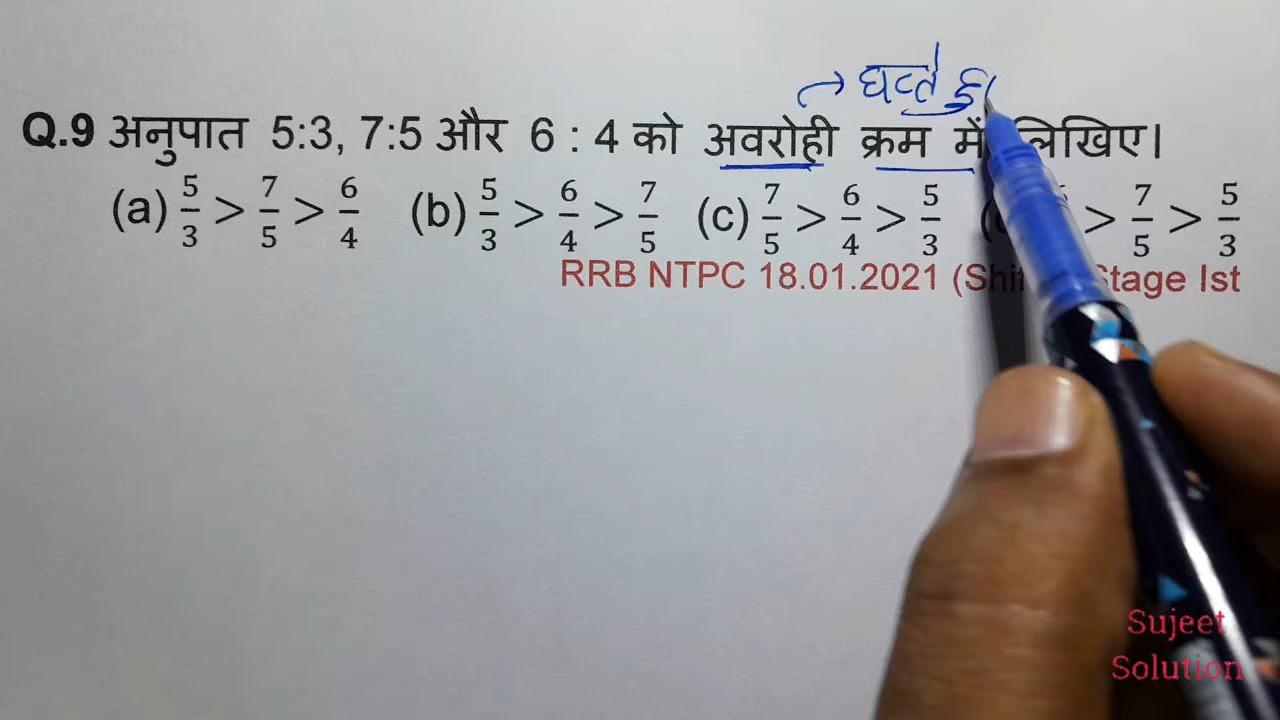 → घटते हु
Q.9 अनुपात 5:3, 7:5 और 6 : 4 को अवरोही क्रम में लिखिए।
(a) 5/3 > 7/5 > 6/4 (b) 5/3 > 6/4 > 7/5 (c) 7/5 > 6/4 > 5/3 > 7/5 > 5/3
RRB NTPC 18.01.2021 (Stage Ist
Sujeet
Solution